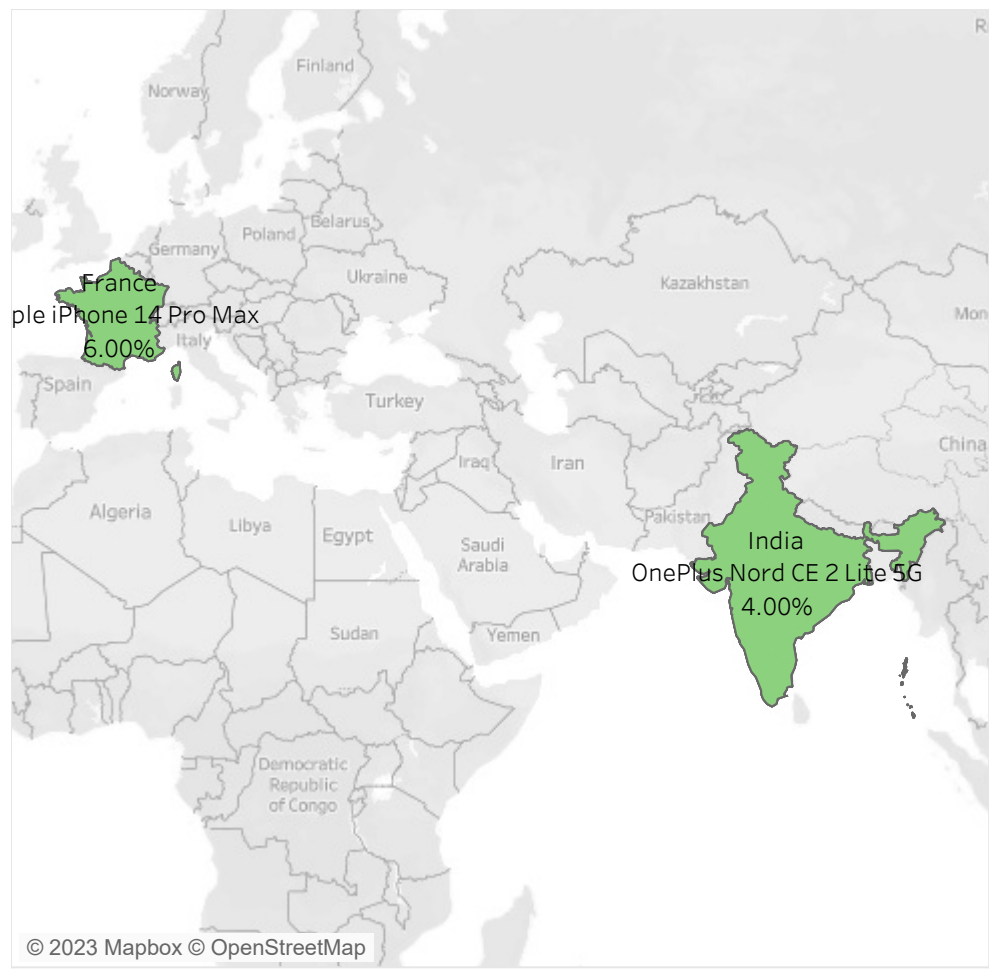 R
Finland
Norway
Belarus
Poland
Germany
Ukraine
France
Kazakhstan
ple iPhone 14 Pro Max
Mon
Italy
6.00%
Spain
Turkey
China
Iraq
Iran
Algeria
Pakistan
Libya
Egypt
India
Saudi
Arabia
OnePlus Nord CE 2 Lite 5G
4.00%
Sudan
Yemen
Democratic
Republic
of Congo
© 2023 Mapbox © OpenStreetMap